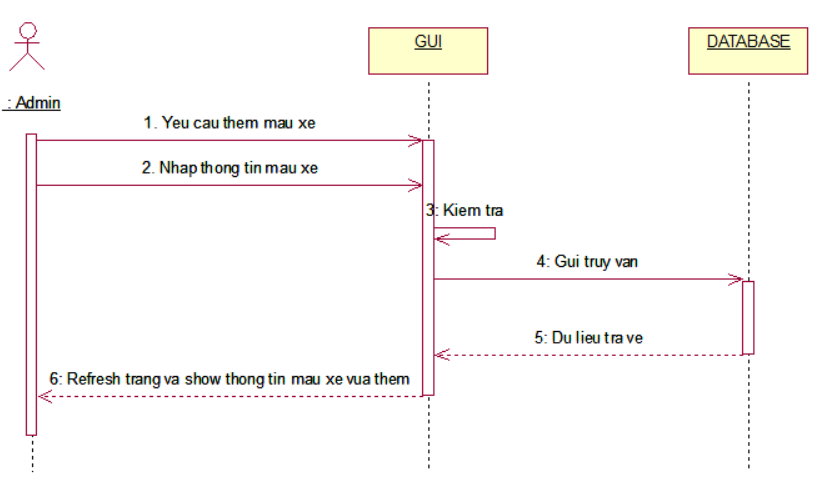 GUI
DATABASE
: Admin
1. Yeu cau them mau xe
2. Nhap thong tin mau xe
3: Kiem tra
4: Gui truy van
5: Du lieu tra ve
6: Refresh trang va show thong tin mau xe vua them